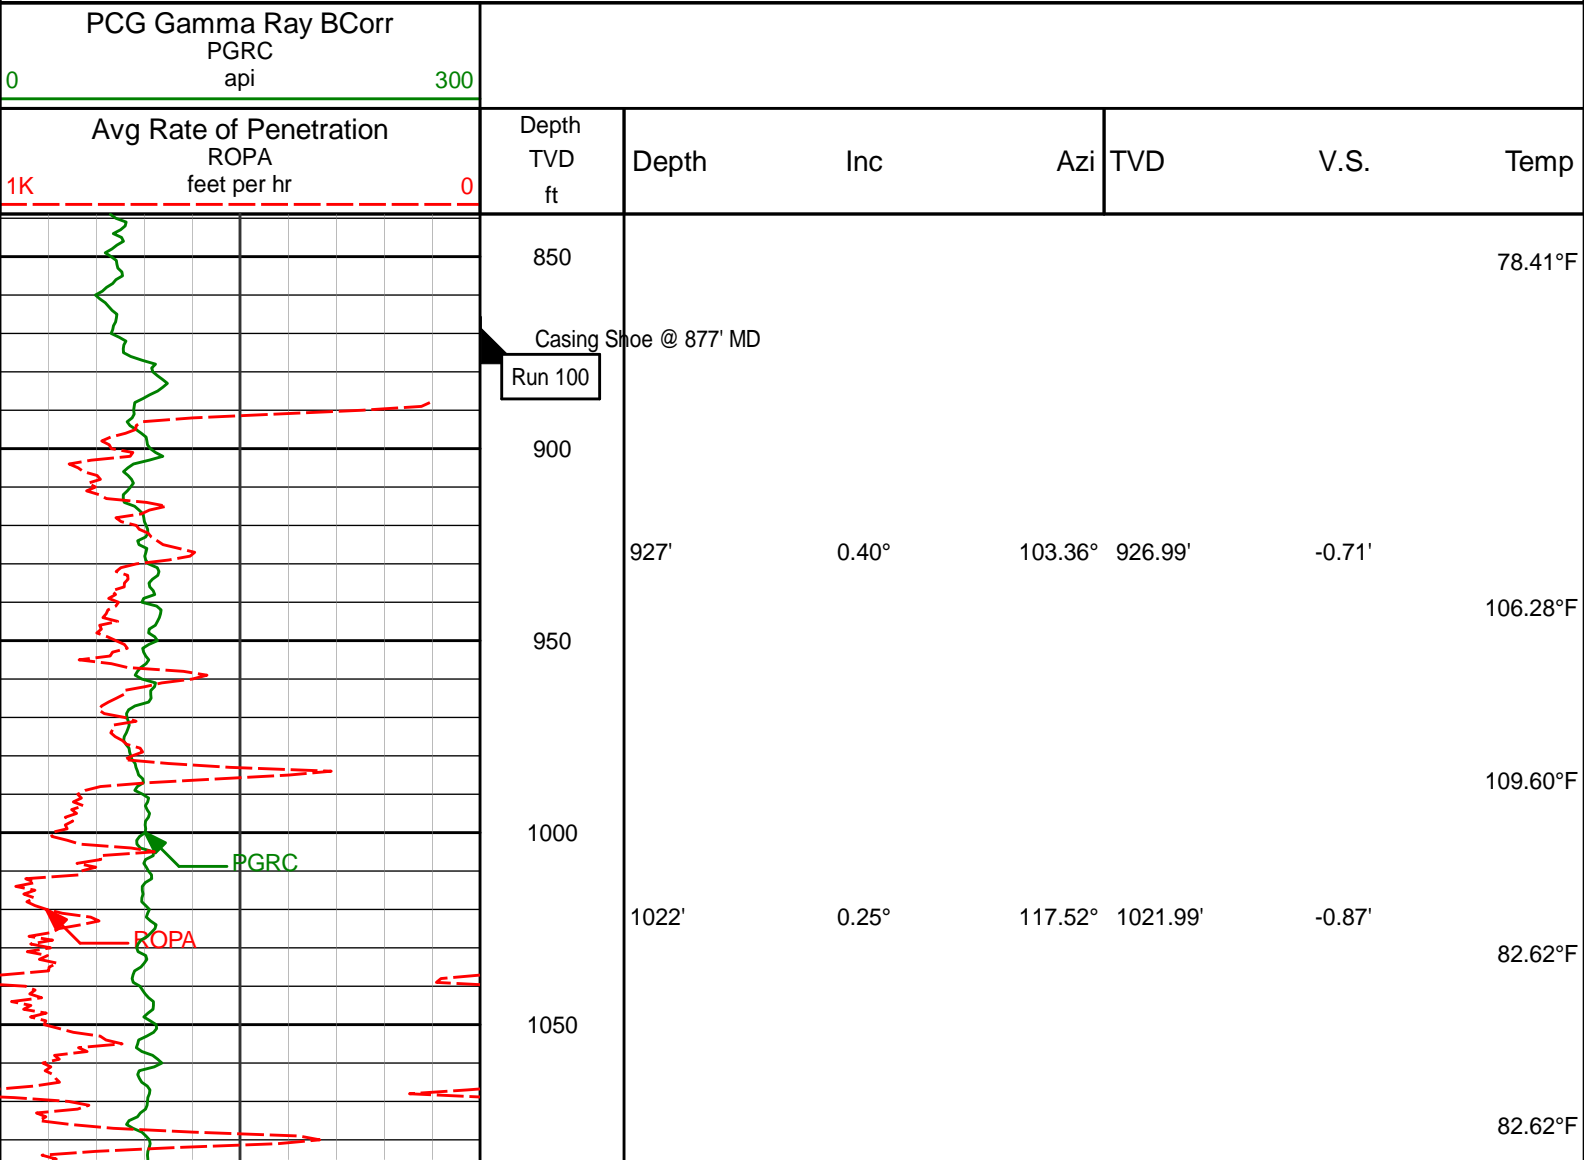 PCG Gamma Ray BCorr
PGRC
0 api 300
Avg Rate of Penetration
ROPA
1K feet per hr 0
Depth
TVD
ft
Depth Inc Azi TVD V.S. Temp
850
78.41°F
Casing Shoe @ 877' MD
Run 100
900
927' 0.40° 103.36° 926.99' -0.71'
106.28°F
950
109.60°F
1000
PGRC
1022' 0.25° 117.52° 1021.99' -0.87'
ROPA
82.62°F
1050
82.62°F